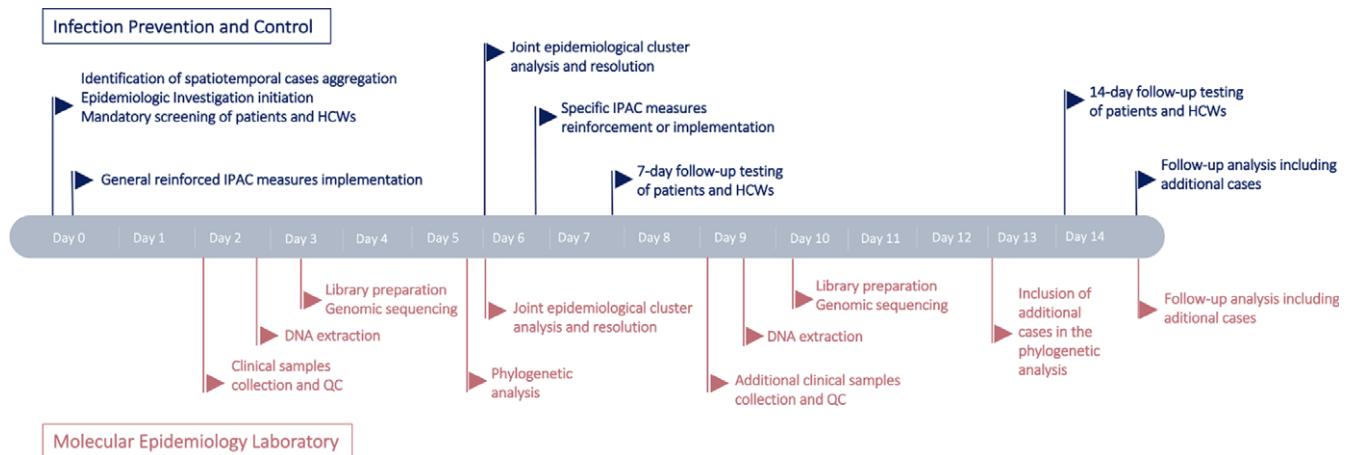 Infection Prevention and Control
Identification of spatiotemporal cases aggregation
Epidemiologic Investigation initiation
Mandatory screening of patients and HCWs
General reinforced IPAC measures implementation
Joint epidemiological cluster
analysis and resolution
Specific IPAC measures
reinforcement or implementation
7-day follow-up testing
of patients and HCWs
14-day follow-up testing
of patients and HCWs
Follow-up analysis including
additional cases
Day 0
Day 1
Day 2
Day 3
Day 4
Day 5
Day 6
Day 7
Day 8
Day 9
Day 10
Day 11
Day 12
Day 13
Day 14
Library preparation
Genomic sequencing
DNA extraction
Clinical samples
collection and QC
Joint epidemiological cluster
analysis and resolution
Phylogenetic
analysis
Library preparation
Genomic sequencing
DNA extraction
Additional clinical samples
collection and QC
Inclusion of
additional
cases in the
phylogenetic
analysis
Follow-up analysis including
aditional cases
Molecular Epidemiology Laboratory